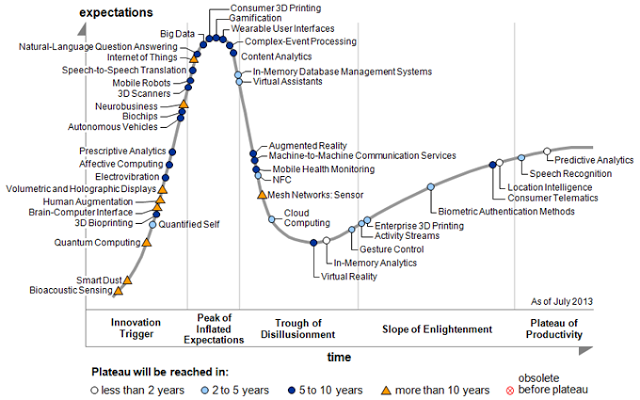 expectations
Consumer 3D Printing
Gamification
Wearable User Interfaces
Big Data
Complex-Event Processing
Natural-Language Question Answering
Content Analytics
Internet of Things
Speech-to-Speech Translation
In-Memory Database Management Systems
Mobile Robots
Virtual Assistants
3D Scanners
Neurobusiness
Biochips
Autonomous Vehicles
Augmented Reality
Prescriptive Analytics
Machine-to-Machine Communication Services
Affective Computing
Mobile Health Monitoring
Electrovibration
NFC
Volumetric and Holographic Displays
Mesh Networks: Sensor
Human Augmentation
Brain-Computer Interface
3D Bioprinting
Quantified Self
Cloud
Computing
Quantum Computing
Predictive Analytics
Speech Recognition
Location Intelligence
Consumer Telematics
Biometric Authentication Methods
Enterprise 3D Printing
Activity Streams
Gesture Control
In-Memory Analytics
Virtual Reality
Smart Dust
Bioacoustic Sensing
As of July 2013
Innovation
Trigger
Peak of
Inflated
Expectations
Trough of
Disillusionment
Slope of Enlightenment
Plateau of
Productivity
time
Plateau will be reached in:
less than 2 years
2 to 5 years
5 to 10 years
more than 10 years
obsolete
before plateau